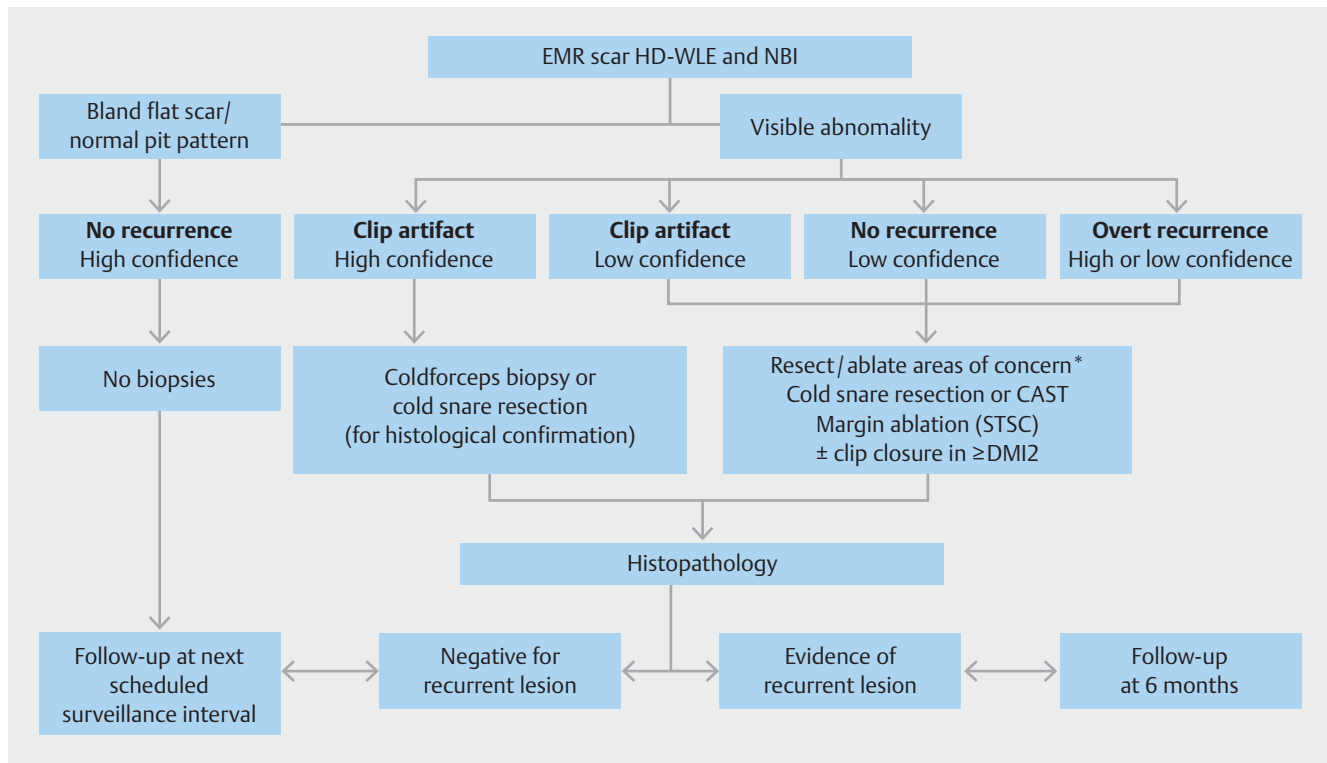 EMR scar HD-WLE and NBI
Bland flat scar/
normal pit pattern
Visible abnomality
No recurrence
High confidence
Clip artifact
High confidence
Clip artifact
Low confidence
No recurrence
Low confidence
Overt recurrence
High or low confidence
No biopsies
Coldforceps biopsy or
cold snare resection
(for histological confirmation)
Resect/ablate areas of concern*
Cold snare resection or CAST
Margin ablation (STSC)
± clip closure in ≥DMI2
Histopathology
Follow-up at next
scheduled
surveillance interval
Negative for
recurrent lesion
Evidence of
recurrent lesion
Follow-up
at 6 months